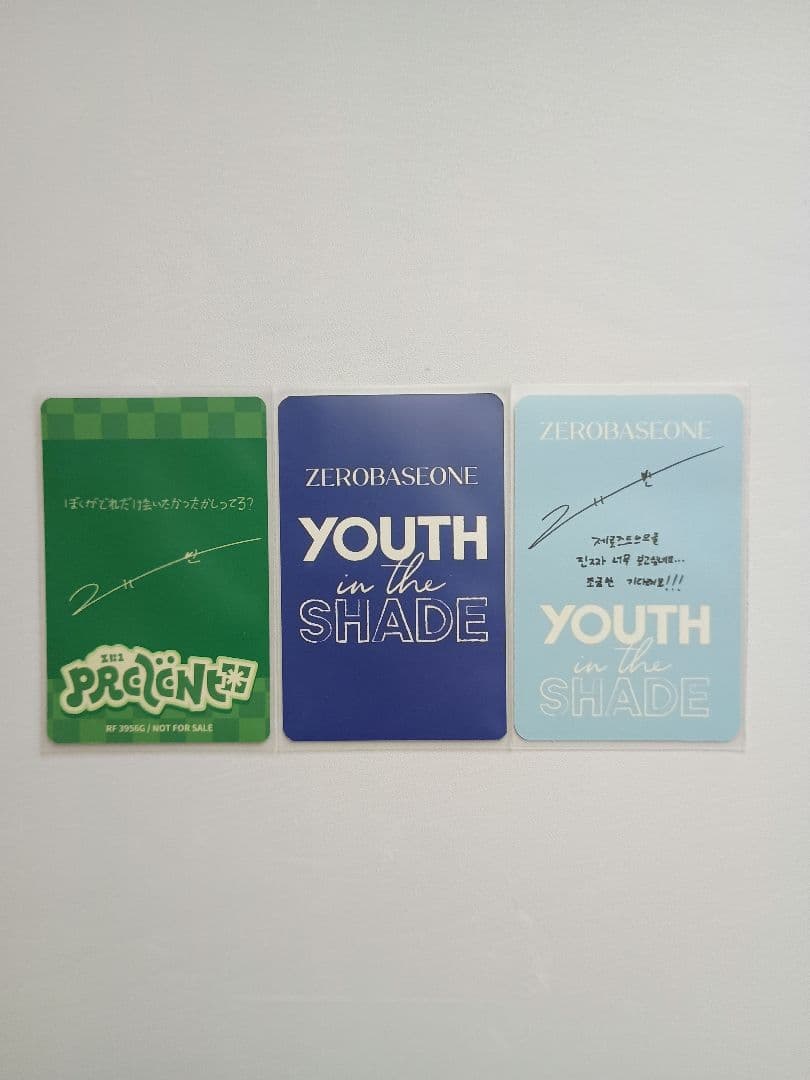 ぼくがどれだけ会いたかったかしってる?
ZB1
PRESENT
RF 3956G / NOT FOR SALE
ZEROBASEONE
YOUTH
in the
SHADE
ZEROBASEONE
제로즈
진짜 너무 보고싶네요...
조금만 기다려요!!!
YOUTH
in the
SHADE